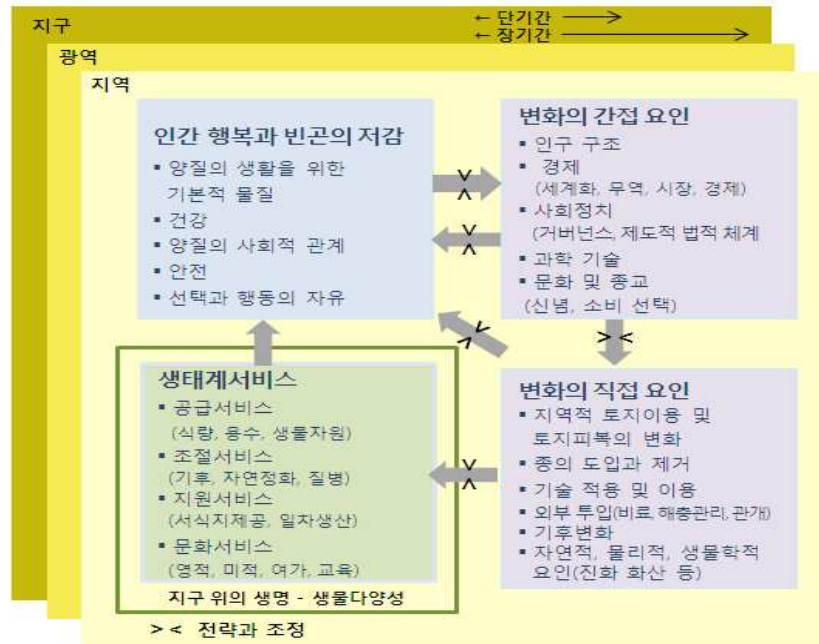 지구
← 단기간 →
← 장기간 →
광역
지역
인간 행복과 빈곤의 저감
▪ 양질의 생활을 위한
기본적 물질
▪ 건강
▪ 양질의 사회적 관계
▪ 안전
▪ 선택과 행동의 자유
변화의 간접 요인
▪ 인구 구조
▪ 경제
(세계화, 무역, 시장, 경제)
▪ 사회정치
(거버넌스, 제도적 법적 체계
▪ 과학 기술
▪ 문화 및 종교
(신념, 소비 선택)
생태계서비스
▪ 공급서비스
(식량, 용수, 생물자원)
▪ 조절서비스
(기후, 자연정화, 질병)
▪ 지원서비스
(서식지제공, 일차생산)
▪ 문화서비스
(영적, 미적, 여가, 교육)
지구 위의 생명 - 생물다양성
변화의 직접 요인
▪ 지역적 토지이용 및
토지피복의 변화
▪ 종의 도입과 제거
▪ 기술 적용 및 이용
▪ 외부 투입(비료, 해충관리, 관개)
▪ 기후변화
▪ 자연적, 물리적, 생물학적
요인(진화 화산 등)
> < 전략과 조정